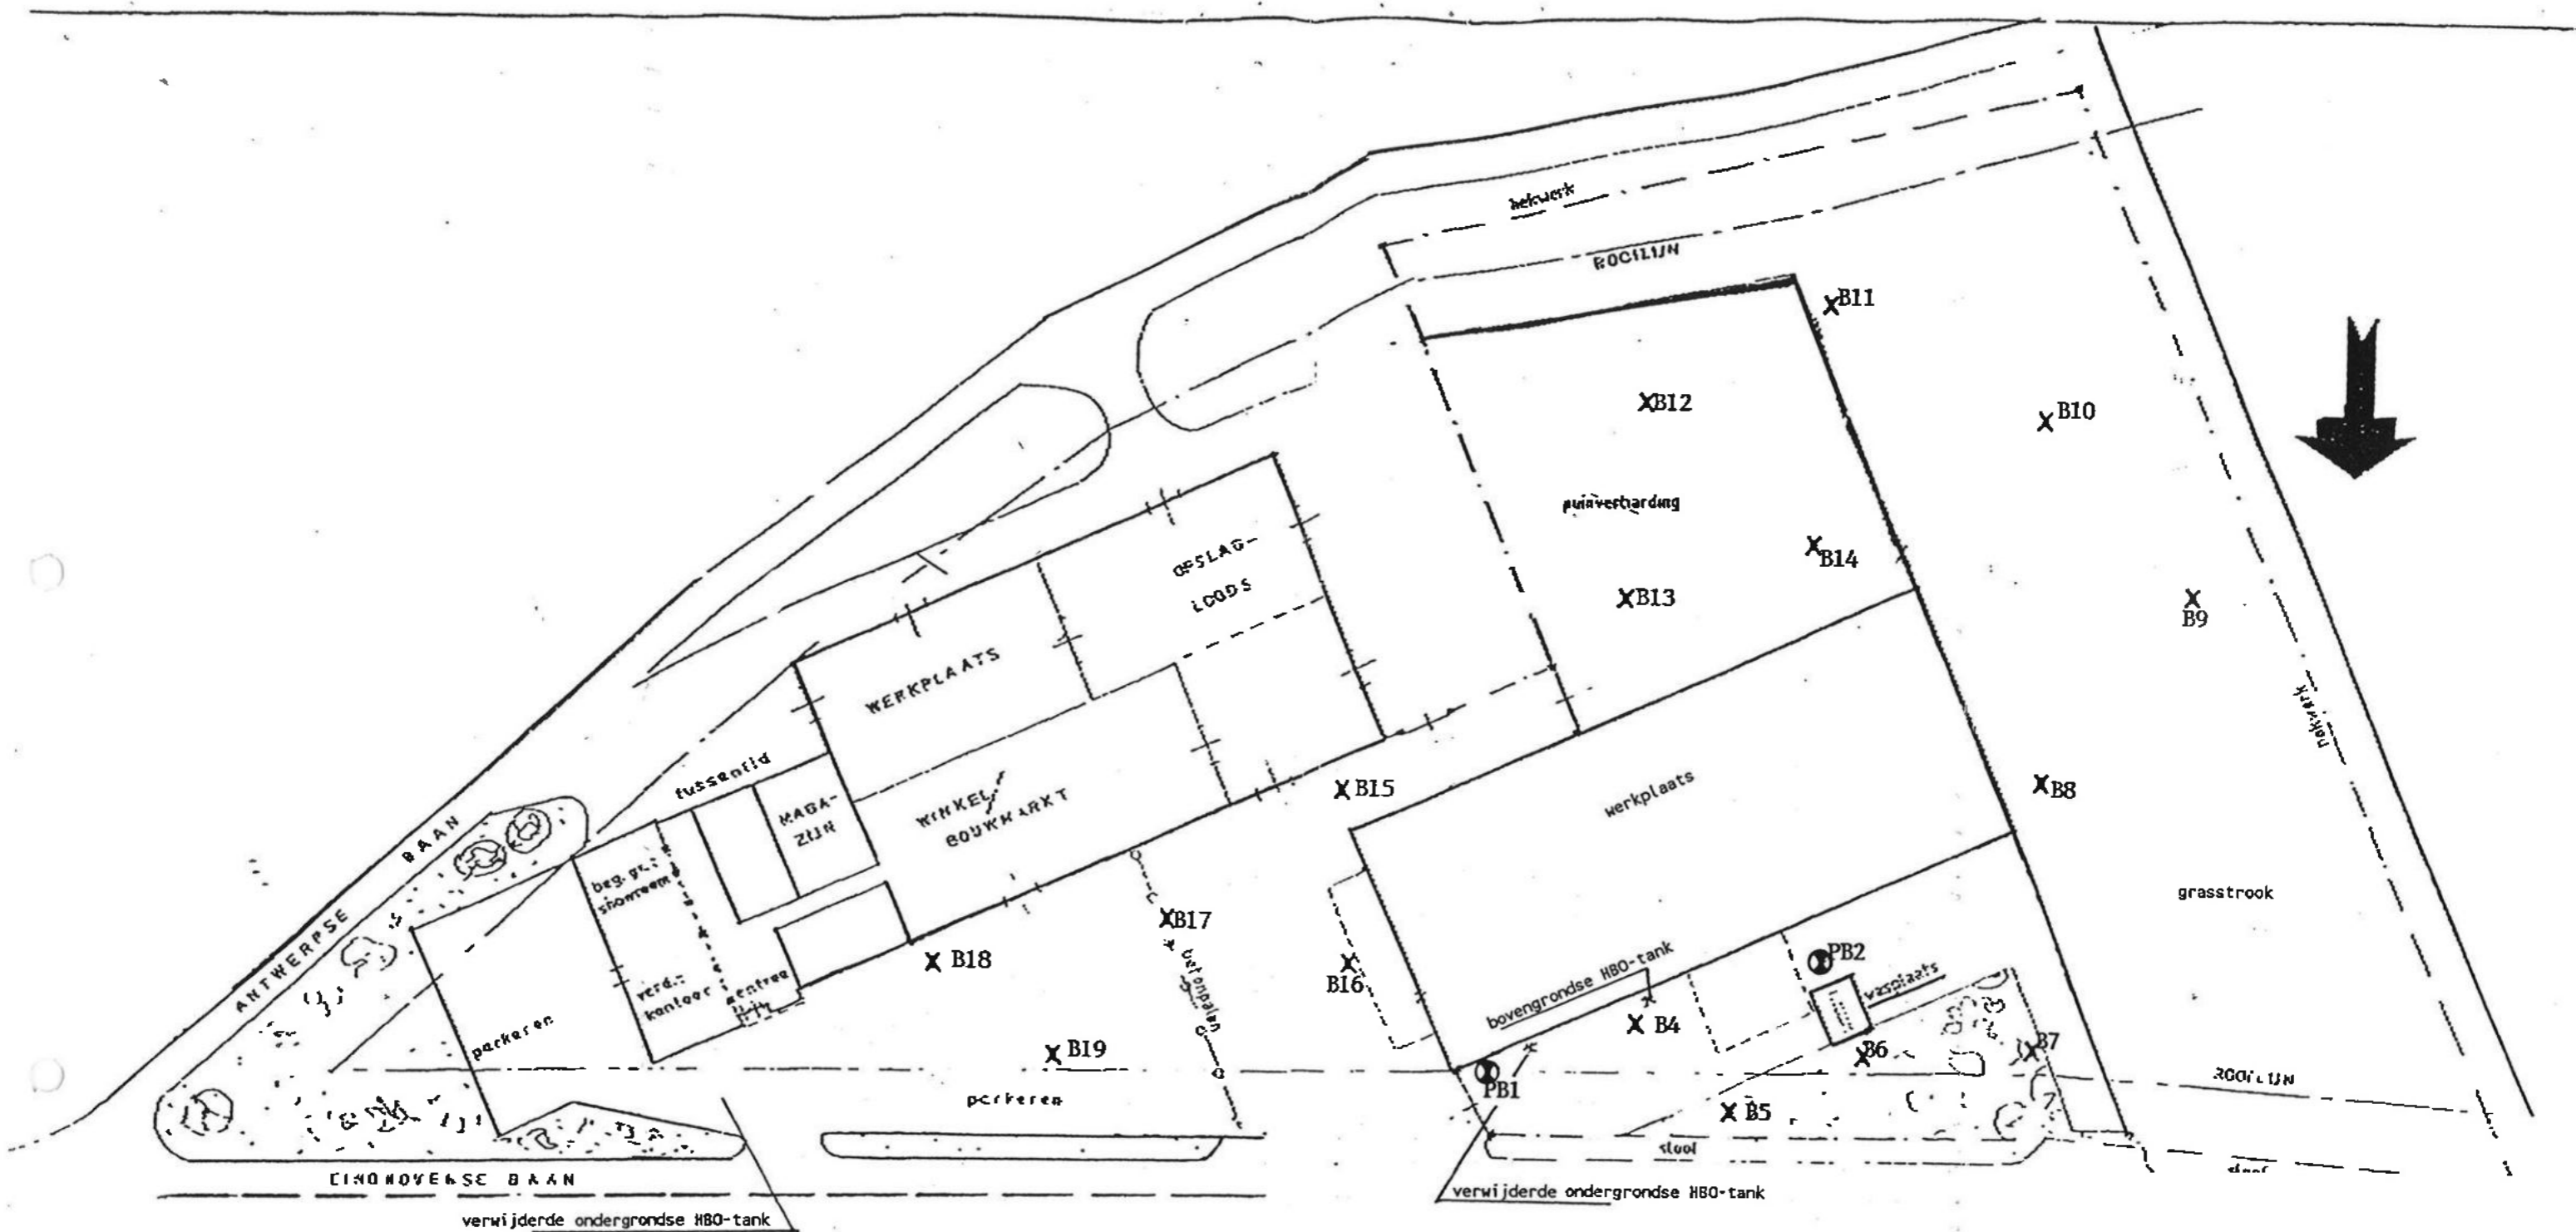 hekwerk
ROOILIJN
B11
B12
B10
puinverharding
B14
B13
B9
OPSLAG-
LOODS
WERKPLAATS
tussenlid
MAGA-
ZIJN
WINKEL/
BOUWMARKT
B15
werkplaats
B8
hekwerk
ANTWERPSE BAAN
beg. gr.:
showroom
verd.:
kantoor
entree
parkeren
B17
betonpalen
B18
B16
B19
parkeren
bovengrondse HBO-tank
B4
PB2
wasplaats
B6
B7
PB1
B5
grasstrook
ROOILIJN
sloot
sloot
EINDHOVENSE BAAN
verwijderde ondergrondse HBO-tank
verwijderde ondergrondse HBO-tank